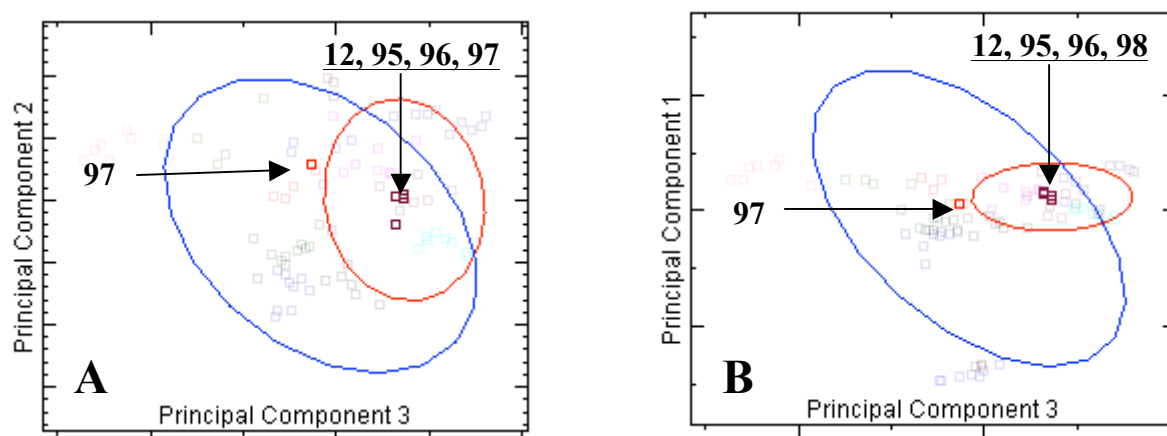 12, 95, 96, 97
97
Principal Component 2
A
Principal Component 3
12, 95, 96, 98
97
Principal Component 1
B
Principal Component 3